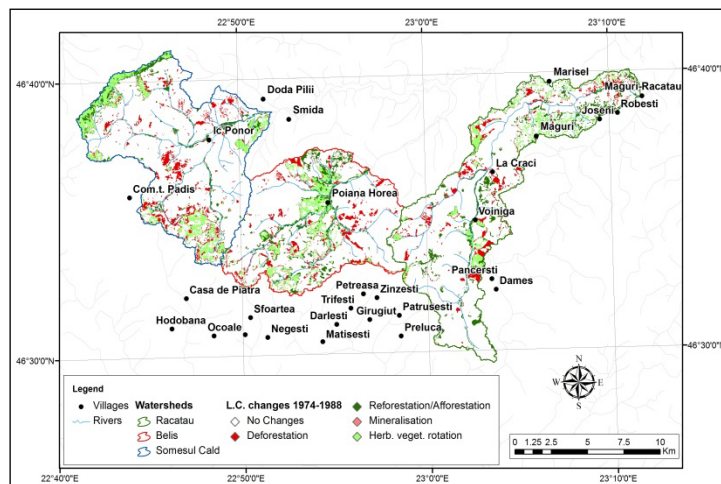 22°50'0"E
23°0'0"E
23°10'0"E
46°40'0"N
46°40'0"N
Marisel
Maguri-Racatau
Doda Pilii
Joseni
Robesti
Smida
Ic.Ponor
Maguri
La Craci
Com.t. Padis
Poiana Horea
Voiniga
Pancersti
Dames
Casa de Piatra
Petreasa
Zinzesti
Trifesti
Sfoartea
Girugiut
Patrusesti
Hodobana
Darlesti
Ocoale
Negesti
Matisesti
Preluca
46°30'0"N
46°30'0"N
Legend
Villages
Rivers
Watersheds
Racatau
Belis
Somesul Cald
L.C. changes 1974-1988
No Changes
Deforestation
Reforestation/Afforestation
Mineralisation
Herb. veget. rotation
N
W
E
S
0 1.25 2.5 5 7.5 10
Km
22°40'0"E
22°50'0"E
23°0'0"E
23°10'0"E